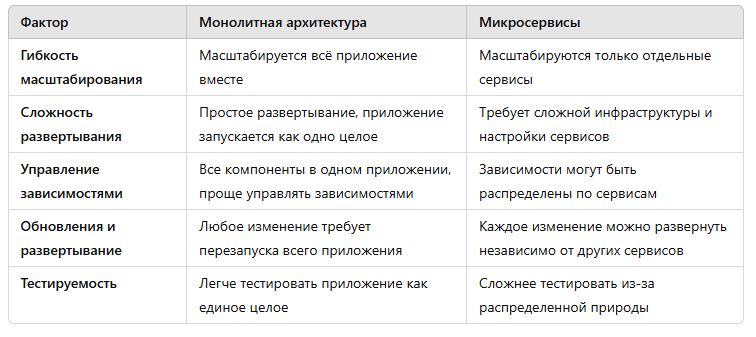 Фактор Монолитная архитектура Микросервисы
Гибкость масштабирования Масштабируется всё приложение вместе Масштабируются только отдельные сервисы
Сложность развертывания Простое развертывание, приложение запускается как одно целое Требует сложной инфраструктуры и настройки сервисов
Управление зависимостями Все компоненты в одном приложении, проще управлять зависимостями Зависимости могут быть распределены по сервисам
Обновления и развертывание Любое изменение требует перезапуска всего приложения Каждое изменение можно развернуть независимо от других сервисов
Тестируемость Легче тестировать приложение как единое целое Сложнее тестировать из-за распределенной природы